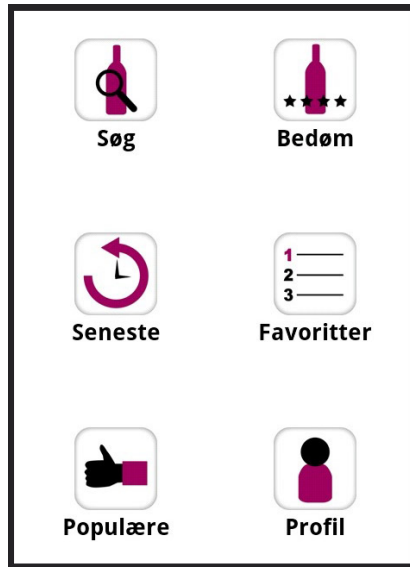 Søg
Bedøm
Seneste
1
2
3
Favoritter
Populære
Profil